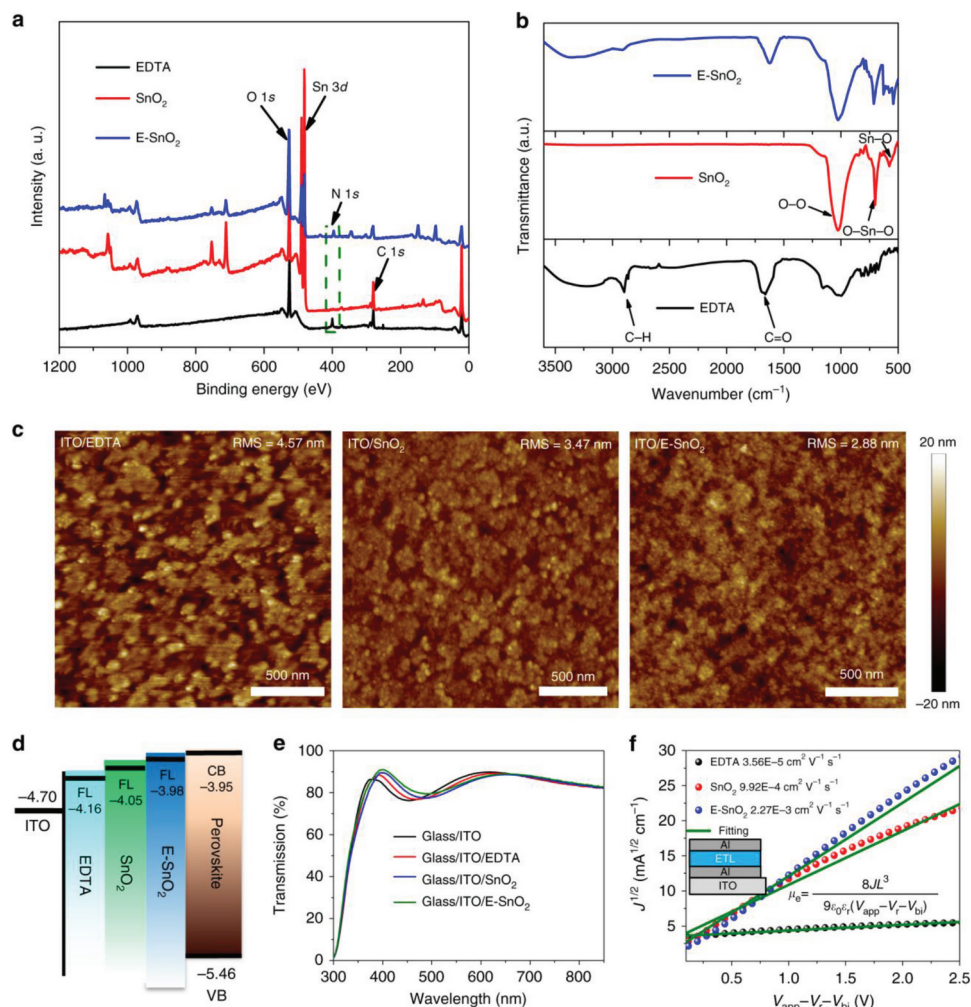 a
EDTA
SnO₂
E-SnO₂
O 1s
Sn 3d
N 1s
C 1s
Intensity (a. u.)
1200 1000 800 600 400 200 0
Binding energy (eV)
b
E-SnO₂
Sn–O
SnO₂
O–O
O–Sn–O
EDTA
C–H
C=O
Transmittance (a.u.)
3500 3000 2500 2000 1500 1000 500
Wavenumber (cm⁻¹)
c
ITO/EDTA RMS = 4.57 nm
500 nm
ITO/SnO₂ RMS = 3.47 nm
500 nm
ITO/E-SnO₂ RMS = 2.88 nm
500 nm
20 nm
–20 nm
d
–4.70
ITO
FL
–4.16
EDTA
FL
–4.05
SnO₂
FL
–3.98
E-SnO₂
CB
–3.95
Perovskite
–5.46
VB
e
100
80
60
40
20
0
Transmission (%)
Glass/ITO
Glass/ITO/EDTA
Glass/ITO/SnO₂
Glass/ITO/E-SnO₂
300 400 500 600 700 800
Wavelength (nm)
f
30
25
20
15
10
5
0
J¹ᐟ² (mA¹ᐟ² cm⁻¹)
EDTA 3.56E–5 cm² V⁻¹ s⁻¹
SnO₂ 9.92E–4 cm² V⁻¹ s⁻¹
E-SnO₂ 2.27E–3 cm² V⁻¹ s⁻¹
Fitting
Al
ETL
Al
ITO
μₑ= 8JL³
9ε₀εᵣ(Vapp–Vr–Vbi)
0.5 1.0 1.5 2.0 2.5
Vapp–Vr–Vbi (V)